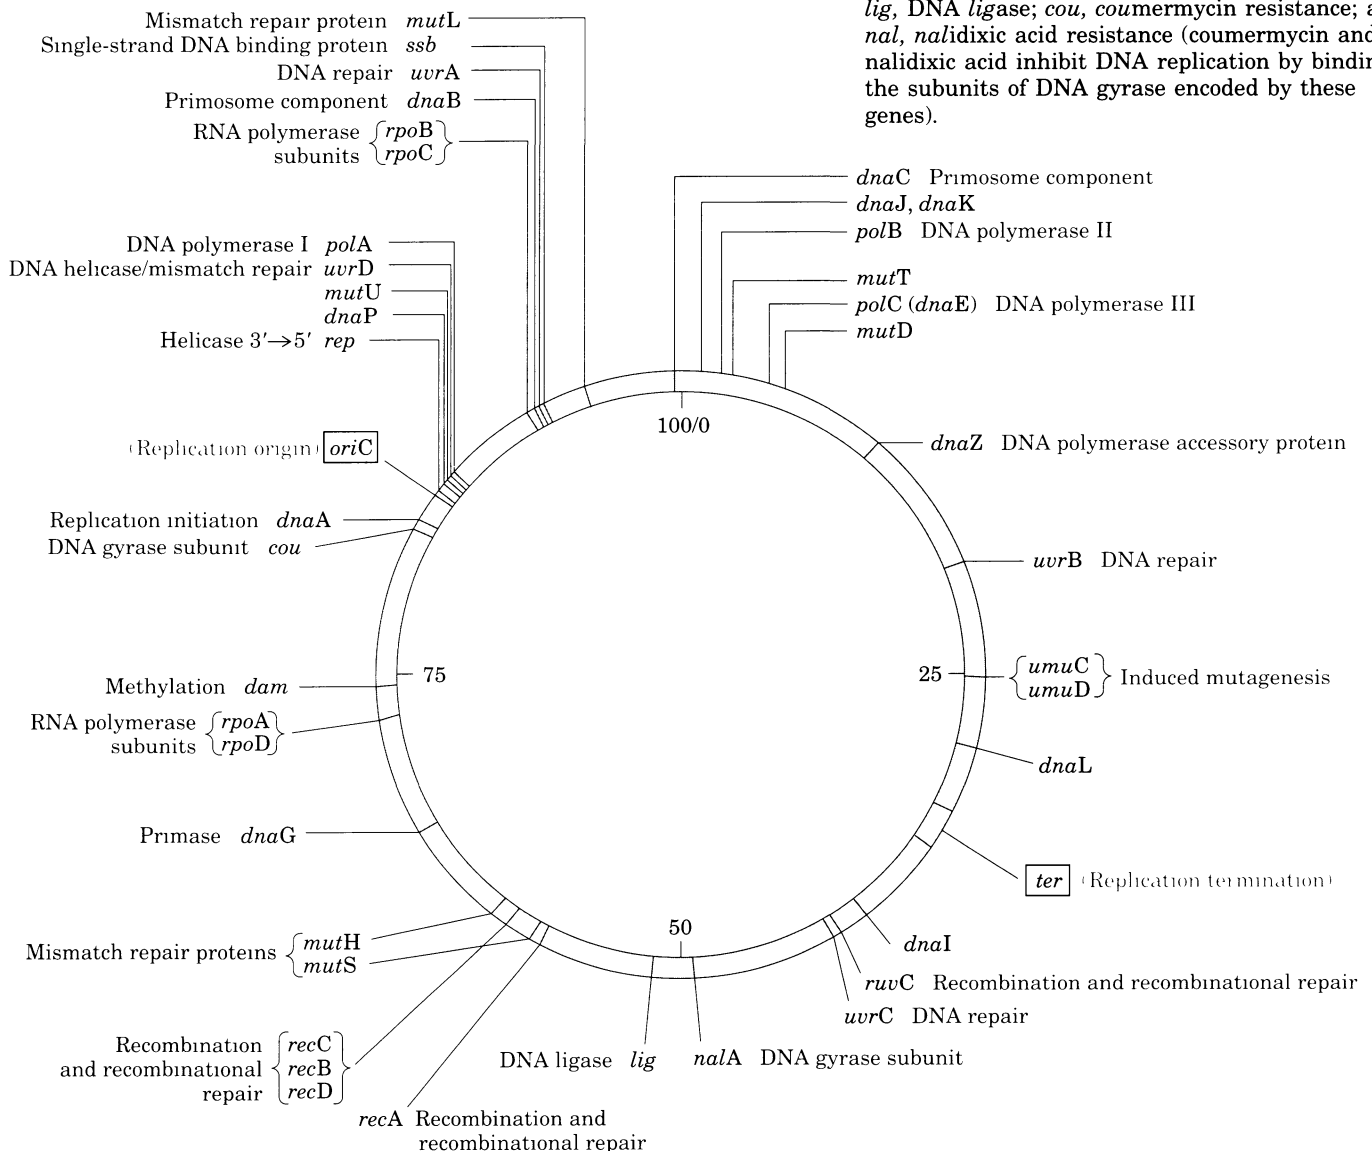 lig, DNA ligase; cou, coumermycin resistance;
nal, nalidixic acid resistance (coumermycin and
nalidixic acid inhibit DNA replication by
the subunits of DNA gyrase encoded by these
genes).
Mismatch repair protein mutL
Single-strand DNA binding protein ssb
DNA repair uvrA
Primosome component dnaB
RNA polymerase subunits { rpoB
rpoC }
DNA polymerase I polA
DNA helicase/mismatch repair uvrD
mutU
dnaP
Helicase 3′→5′ rep
(Replication origin) oriC
Replication initiation dnaA
DNA gyrase subunit cou
75
Methylation dam
RNA polymerase subunits { rpoA
rpoD }
Primase dnaG
Mismatch repair proteins { mutH
mutS
Recombination
and recombinational
repair
recC
recB
recD
recA Recombination and
recombinational repair
DNA ligase lig
50
nalA DNA gyrase subunit
uvrC DNA repair
ruvC Recombination and recombinational repair
dnaI
ter (Replication termination)
dnaL
25
umuC
umuD
Induced mutagenesis
uvrB DNA repair
dnaZ DNA polymerase accessory protein
100/0
mutD
polC (dnaE) DNA polymerase III
mutT
polB DNA polymerase II
dnaJ, dnaK
dnaC Primosome component